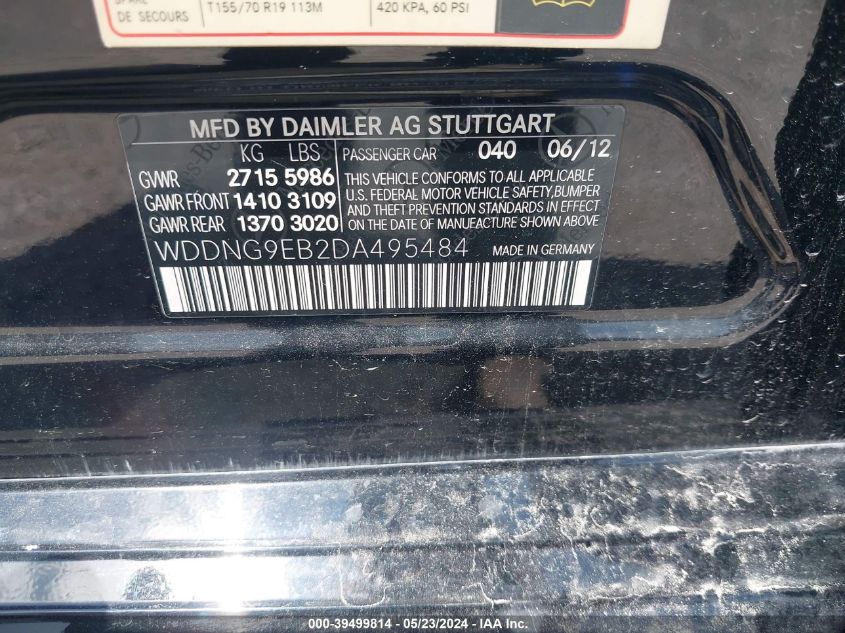 DE SECOURS T155/70 R19 113M 420 KPA, 60 PSI
MFD BY DAIMLER AG STUTTGART
KG LBS PASSENGER CAR 040 06/12
GVWR 2715 5986 THIS VEHICLE CONFORMS TO ALL APPLICABLE
GAWR FRONT 1410 3109 U.S. FEDERAL MOTOR VEHICLE SAFETY, BUMPER
GAWR REAR 1370 3020 AND THEFT PREVENTION STANDARDS IN EFFECT
ON THE DATE OF MANUFACTURE SHOWN ABOVE
WDDNG9EB2DA495484 MADE IN GERMANY
000-39499814 - 05/23/2024 - IAA Inc.